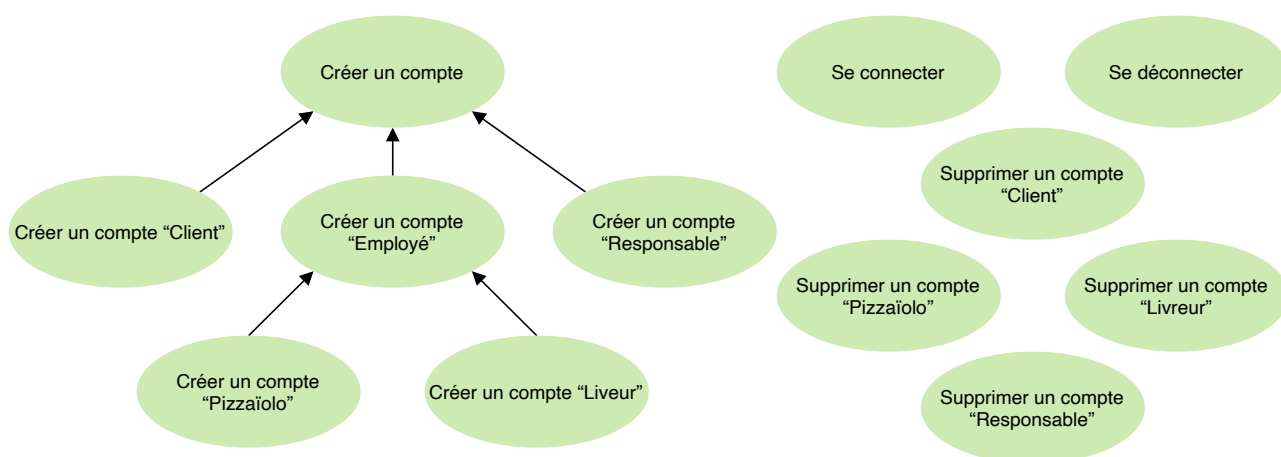 Créer un compte
Se connecter
Se déconnecter
Supprimer un compte
“Client”
Créer un compte “Client”
Créer un compte
“Employé”
Créer un compte
“Responsable”
Supprimer un compte
“Pizzaïolo”
Supprimer un compte
“Livreur”
Créer un compte
“Pizzaïolo”
Créer un compte “Liveur”
Supprimer un compte
“Responsable”